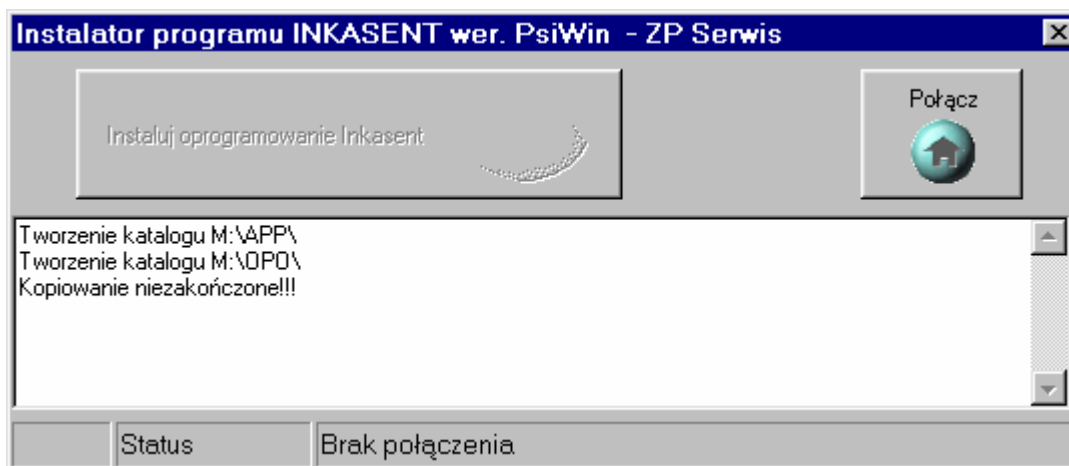 Instalator programu INKASENT wer. PsiWin - ZP Serwis
Instaluj oprogramowanie Inkasent
Połącz
Tworzenie katalogu M:\APP\
Tworzenie katalogu M:\OPO\
Kopiowanie niezakończone!!!
Status
Brak połączenia